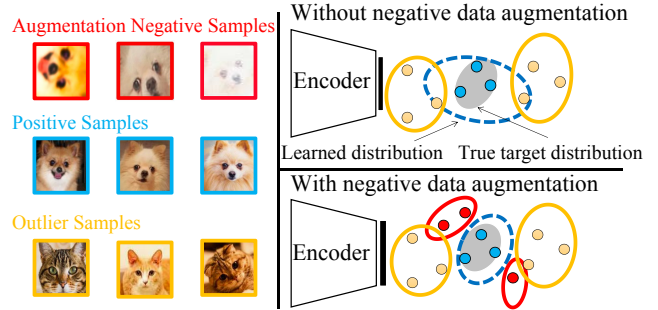 Augmentation Negative Samples
Positive Samples
Outlier Samples
Without negative data augmentation
Encoder
Learned distribution
True target distribution
With negative data augmentation
Encoder